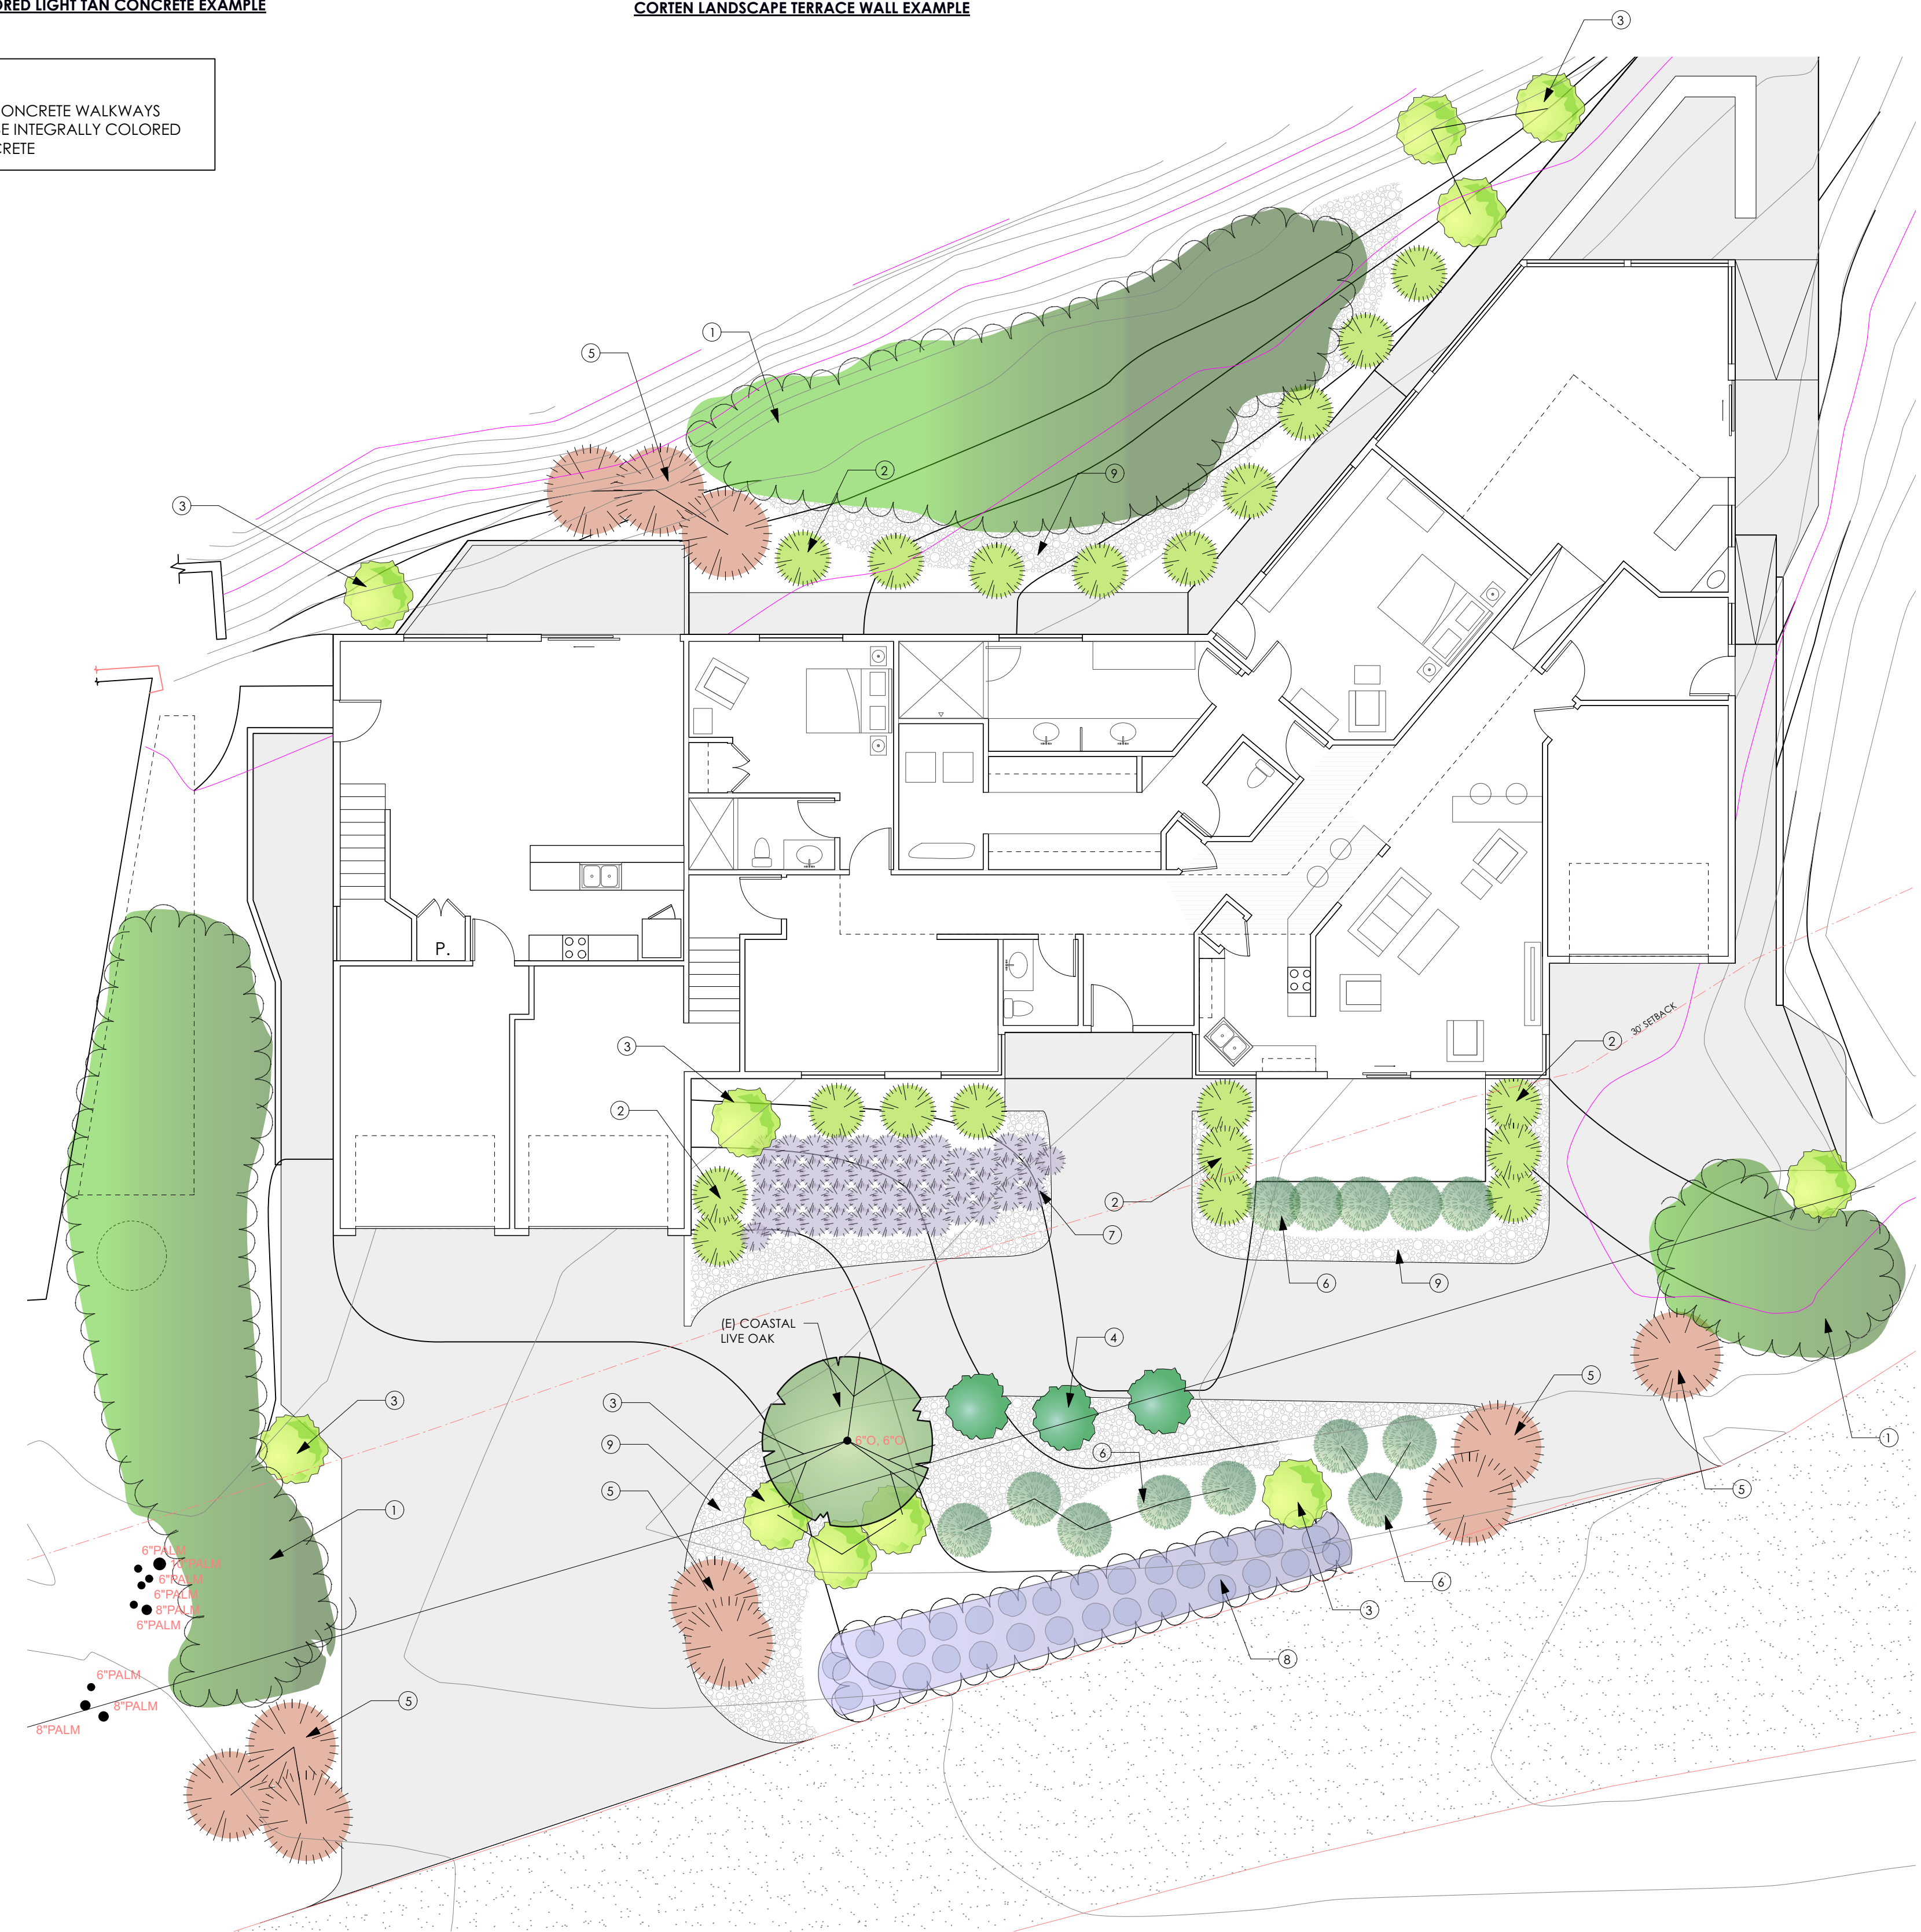 ORED LIGHT TAN CONCRETE EXAMPLE
CORTEN LANDSCAPE TERRACE WALL EXAMPLE
ONCRETE WALKWAYS
E INTEGRALLY COLORED
CRETE
3
1
5
2
9
3
P.
30' SETBACK
3
2
2
2
7
6
9
(E) COASTAL
LIVE OAK
4
3
3
5
9
6"O, 6"O
6
5
1
5
5
1
6"PALM
6"PALM
6"PALM
8"PALM
6"PALM
6
3
8
6"PALM
8"PALM
8"PALM
5